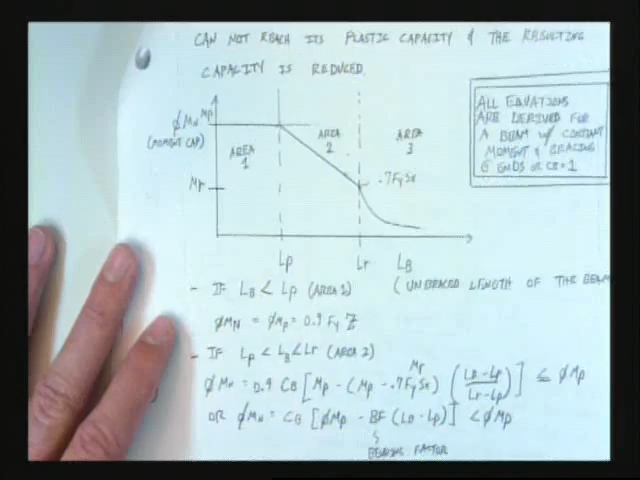 CAN NOT REACH ITS PLASTIC CAPACITY & THE RESULTING
CAPACITY IS REDUCED.
ϕMn Mp
(MOMENT CAP)
Mr
AREA 1
AREA 2
AREA 3
.7FySx
Lp
Lr
LB
ALL EQUATIONS
ARE DERIVED FOR
A BEAM w/ CONSTANT
MOMENT & BRACING
@ ENDS OR CB=1
- IF LB < Lp (AREA 1)
(UNBRACED LENGTH OF THE BEAM
ϕMN = ϕMp = 0.9 Fy Z
- IF Lp < LB < Lr (AREA 2)
Mr
ϕMn = 0.9 CB [Mp - (Mp - .7FySx) (LB-Lp / Lr-Lp)] ≤ ϕMp
OR ϕMn = CB [ϕMp - BF (LB - Lp)] < ϕMp
FACTOR